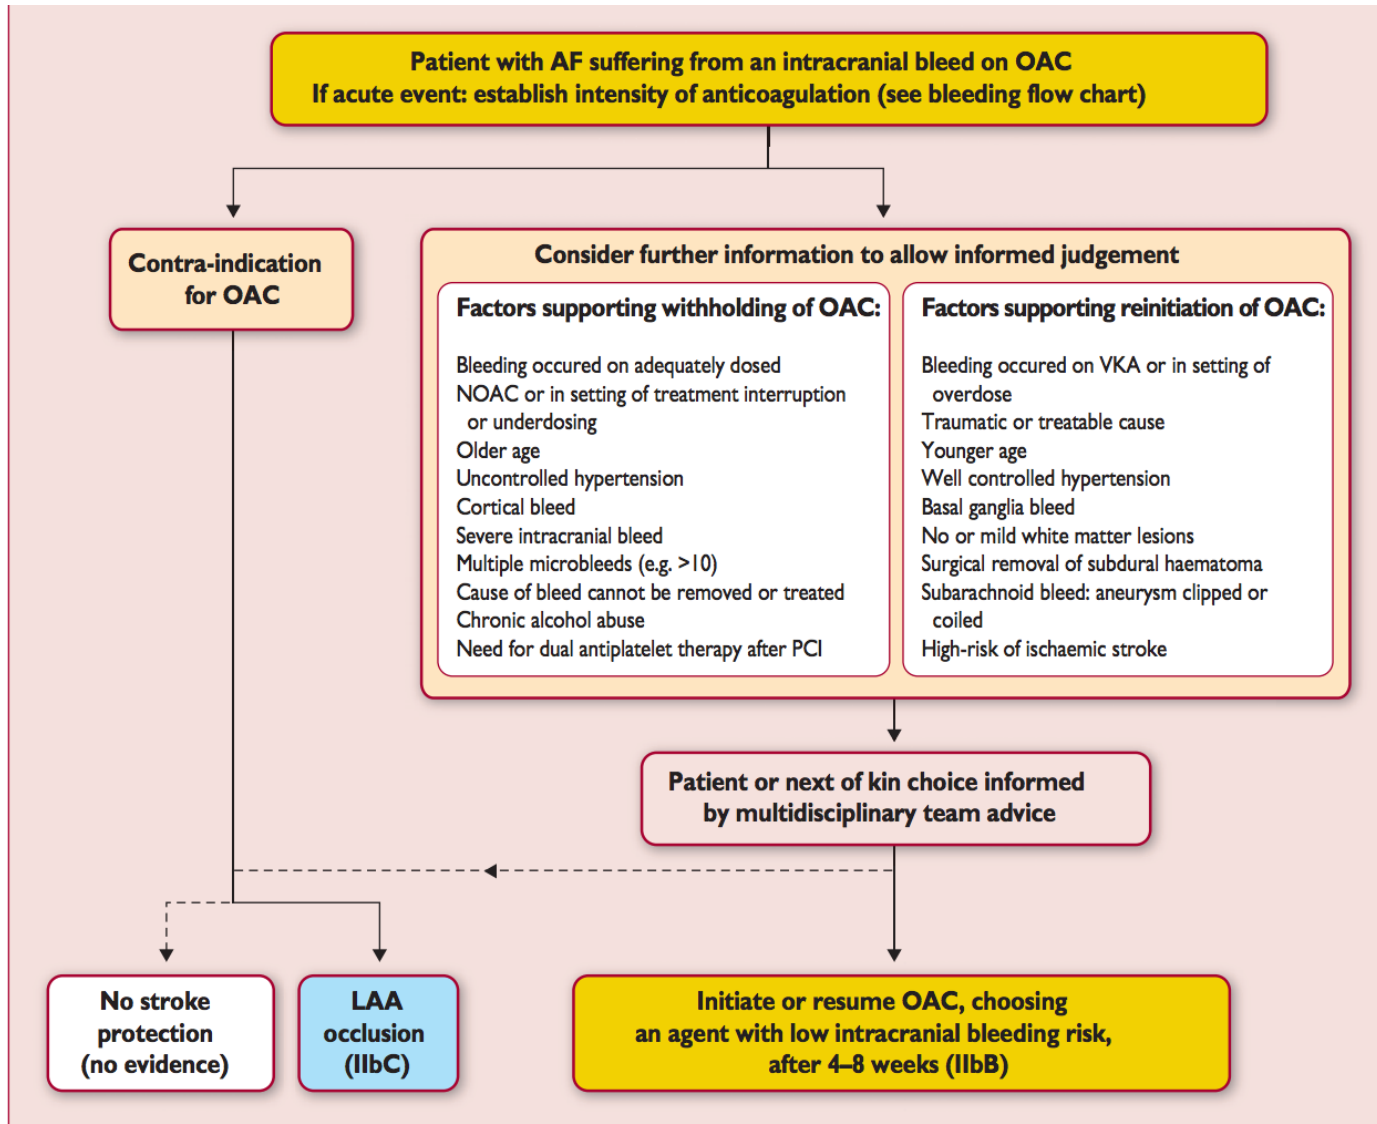 Patient with AF suffering from an intracranial bleed on OAC
If acute event: establish intensity of anticoagulation (see bleeding flow chart)
Contra-indication
for OAC
Consider further information to allow informed judgement
Factors supporting withholding of OAC:
Bleeding occured on adequately dosed
NOAC or in setting of treatment interruption
or underdosing
Older age
Uncontrolled hypertension
Cortical bleed
Severe intracranial bleed
Multiple microbleeds (e.g. >10)
Cause of bleed cannot be removed or treated
Chronic alcohol abuse
Need for dual antiplatelet therapy after PCI
Factors supporting reinitiation of OAC:
Bleeding occured on VKA or in setting of
overdose
Traumatic or treatable cause
Younger age
Well controlled hypertension
Basal ganglia bleed
No or mild white matter lesions
Surgical removal of subdural haematoma
Subarachnoid bleed: aneurysm clipped or
coiled
High-risk of ischaemic stroke
Patient or next of kin choice informed
by multidisciplinary team advice
No stroke
protection
(no evidence)
LAA
occlusion
(IIbC)
Initiate or resume OAC, choosing
an agent with low intracranial bleeding risk,
after 4–8 weeks (IIbB)